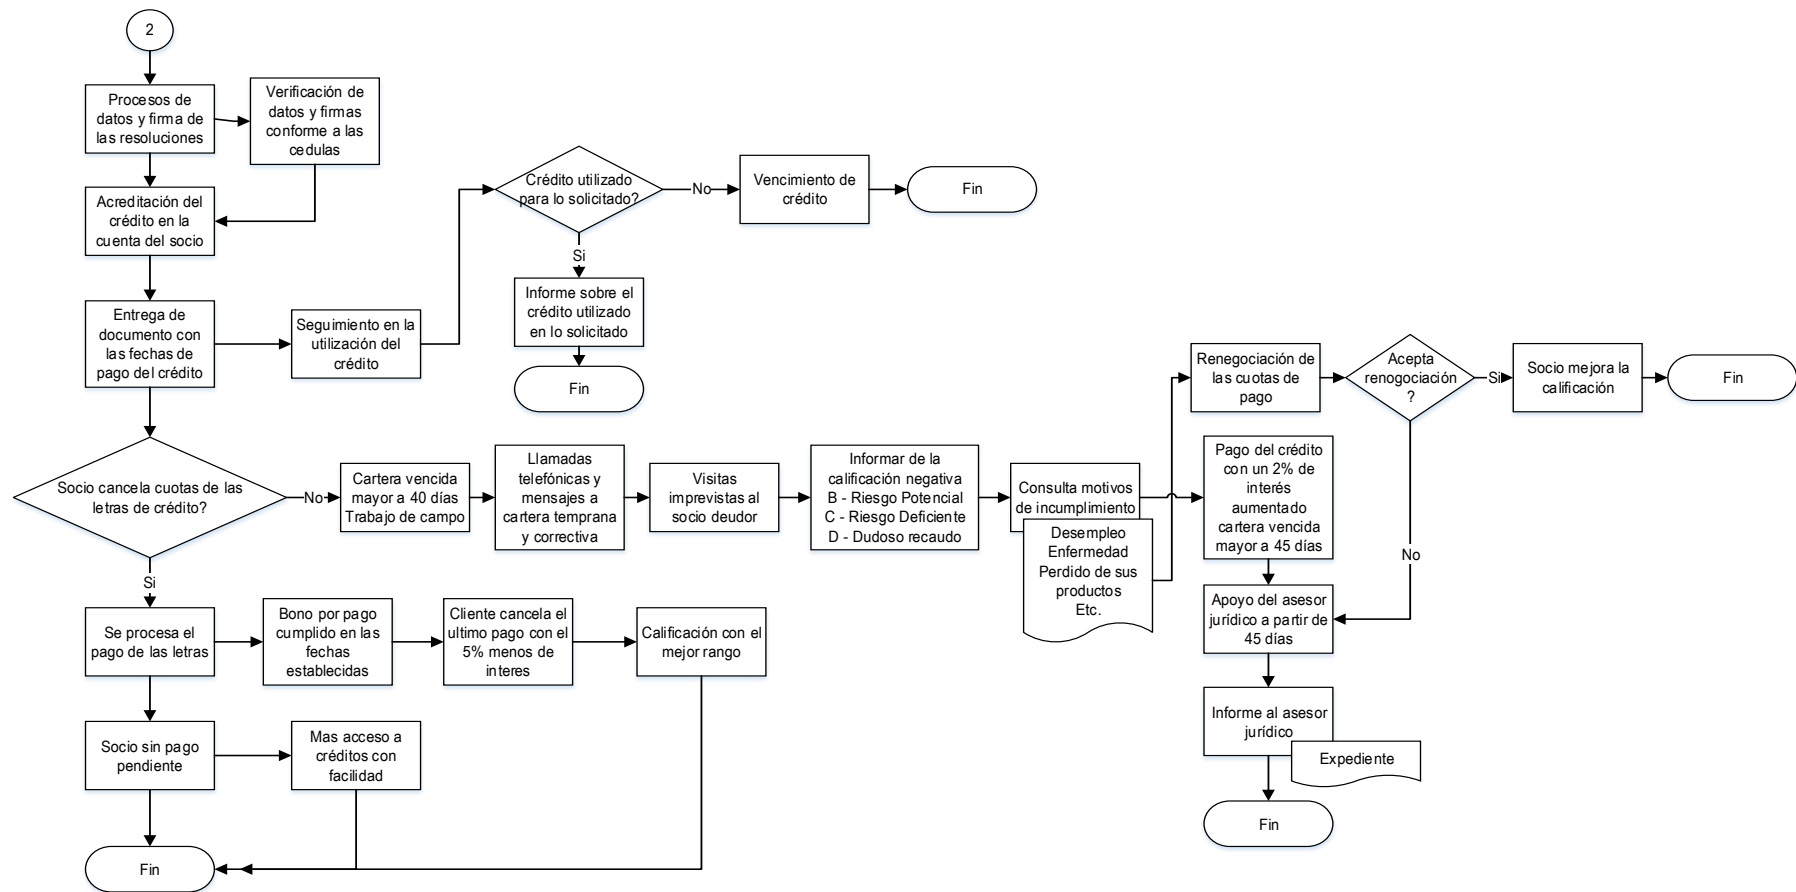 2
Procesos de
datos y firma de
las resoluciones
Verificación de
datos y firmas
conforme a las
cedulas
Acreditación del
crédito en la
cuenta del socio
Entrega de
documento con
las fechas de
pago del crédito
Seguimiento en la
utilización del
crédito
Crédito utilizado
para lo solicitado?
No
Vencimiento de
crédito
Fin
Si
Informe sobre el
crédito utilizado
en lo solicitado
Fin
Socio cancela cuotas de las
letras de crédito?
No
Cartera vencida
mayor a 40 días
Trabajo de campo
Llamadas
telefónicas y
mensajes a
cartera temprana
y correctiva
Visitas
imprevistas al
socio deudor
Informar de la
calificación negativa
B - Riesgo Potencial
C - Riesgo Deficiente
D - Dudoso recaudo
Consulta motivos
de incumplimiento
Desempleo
Enfermedad
Perdido de sus
productos
Etc.
Renegociación de
las cuotas de
pago
Acepta
renogociación
?
Si
Socio mejora la
calificación
Fin
No
Pago del crédito
con un 2% de
interés
aumentado
cartera vencida
mayor a 45 días
Apoyo del asesor
jurídico a partir de
45 días
Informe al asesor
jurídico
Expediente
Fin
Si
Se procesa el
pago de las letras
Bono por pago
cumplido en las
fechas
establecidas
Cliente cancela el
ultimo pago con el
5% menos de
interes
Calificación con el
mejor rango
Socio sin pago
pendiente
Mas acceso a
créditos con
facilidad
Fin